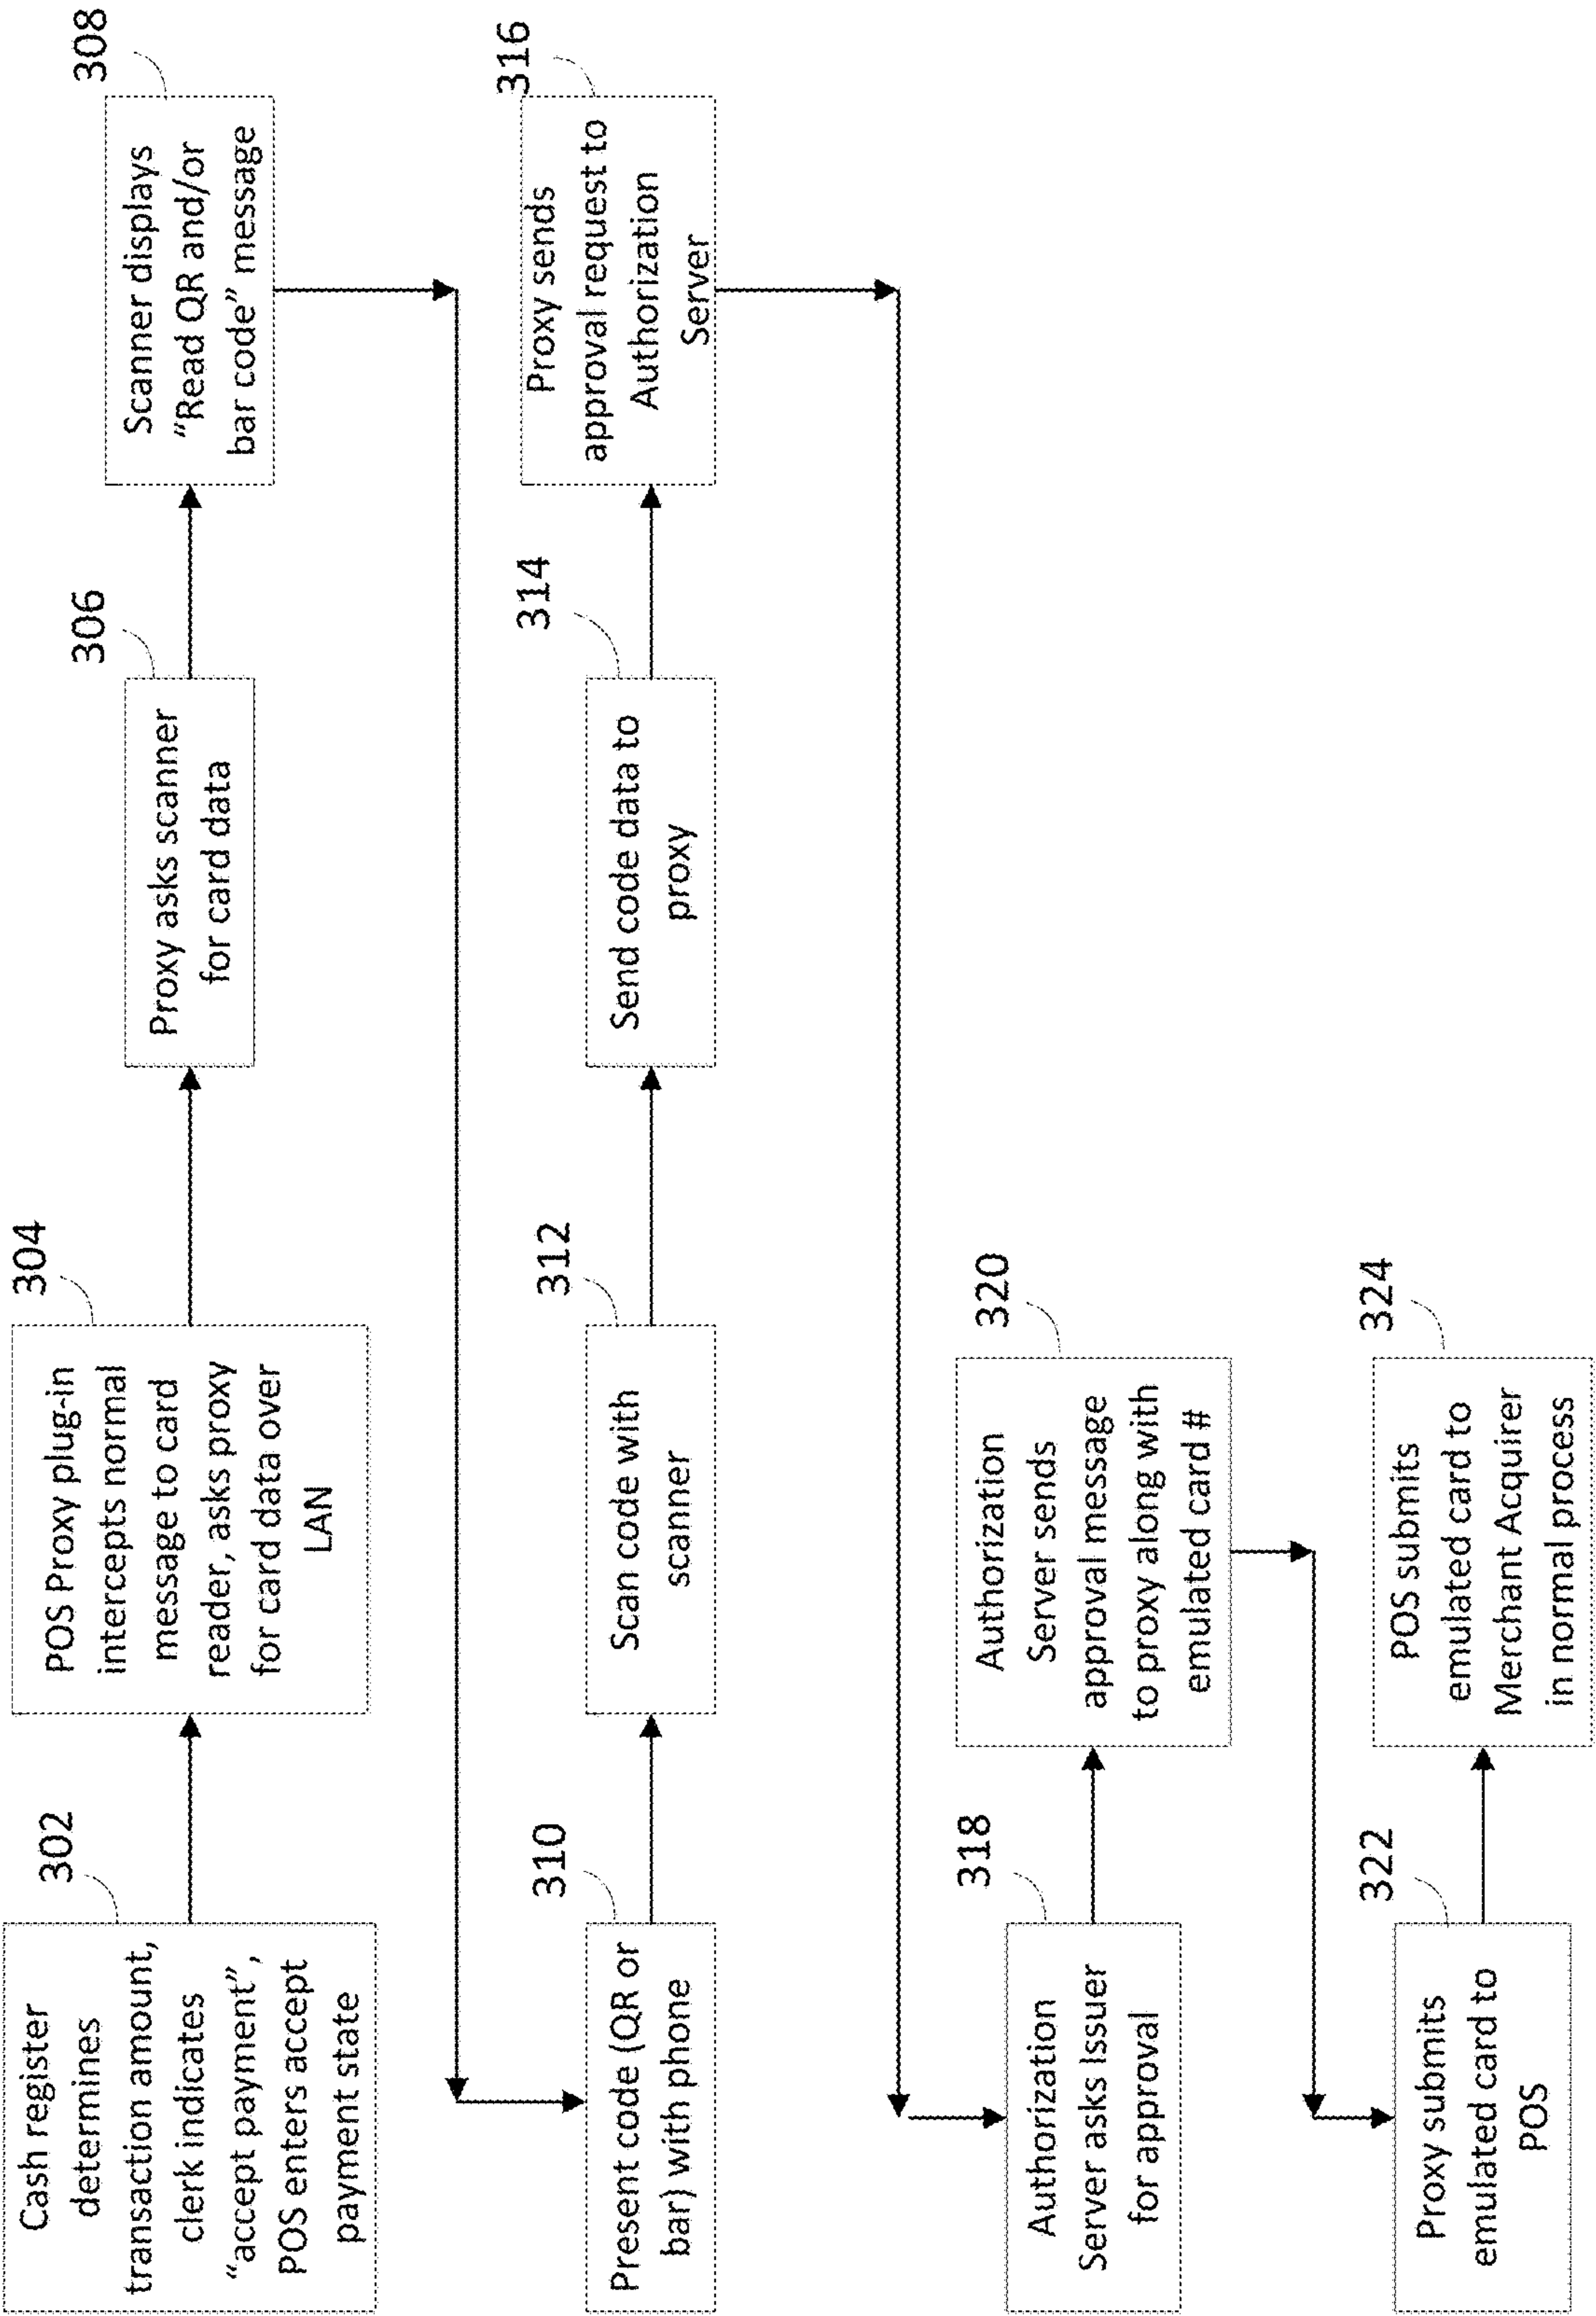 302
Cash register
determines
transaction amount,
clerk indicates
“accept payment”,
POS enters accept
payment state
304
POS Proxy plug-in
intercepts normal
message to card
reader, asks proxy
for card data over
LAN
306
Proxy asks scanner
for card data
308
Scanner displays
“Read QR and/or
bar code” message
310
Present code (QR or
bar) with phone
312
Scan code with
scanner
314
Send code data to
proxy
316
Proxy sends
approval request to
Authorization
Server
318
Authorization
Server asks Issuer
for approval
320
Authorization
Server sends
approval message
to proxy along with
emulated card #
322
Proxy submits
emulated card to
POS
324
POS submits
emulated card to
Merchant Acquirer
in normal process